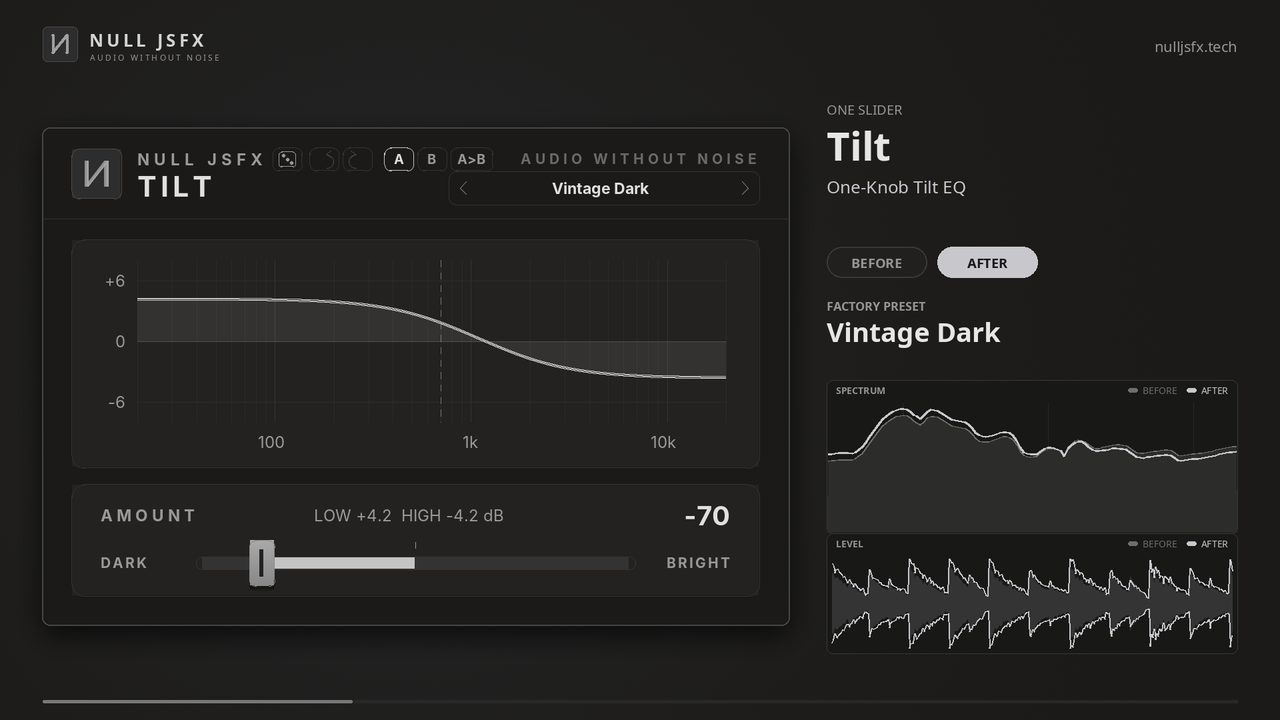 NULL JSFX
AUDIO WITHOUT NOISE
nulljsfx.tech
NULL JSFX
A
B
A>B
AUDIO WITHOUT NOISE
TILT
Vintage Dark
+6
0
-6
100
1k
10k
AMOUNT
LOW +4.2 HIGH -4.2 dB
-70
DARK
BRIGHT
ONE SLIDER
Tilt
One-Knob Tilt EQ
BEFORE
AFTER
FACTORY PRESET
Vintage Dark
SPECTRUM
BEFORE
AFTER
LEVEL
BEFORE
AFTER